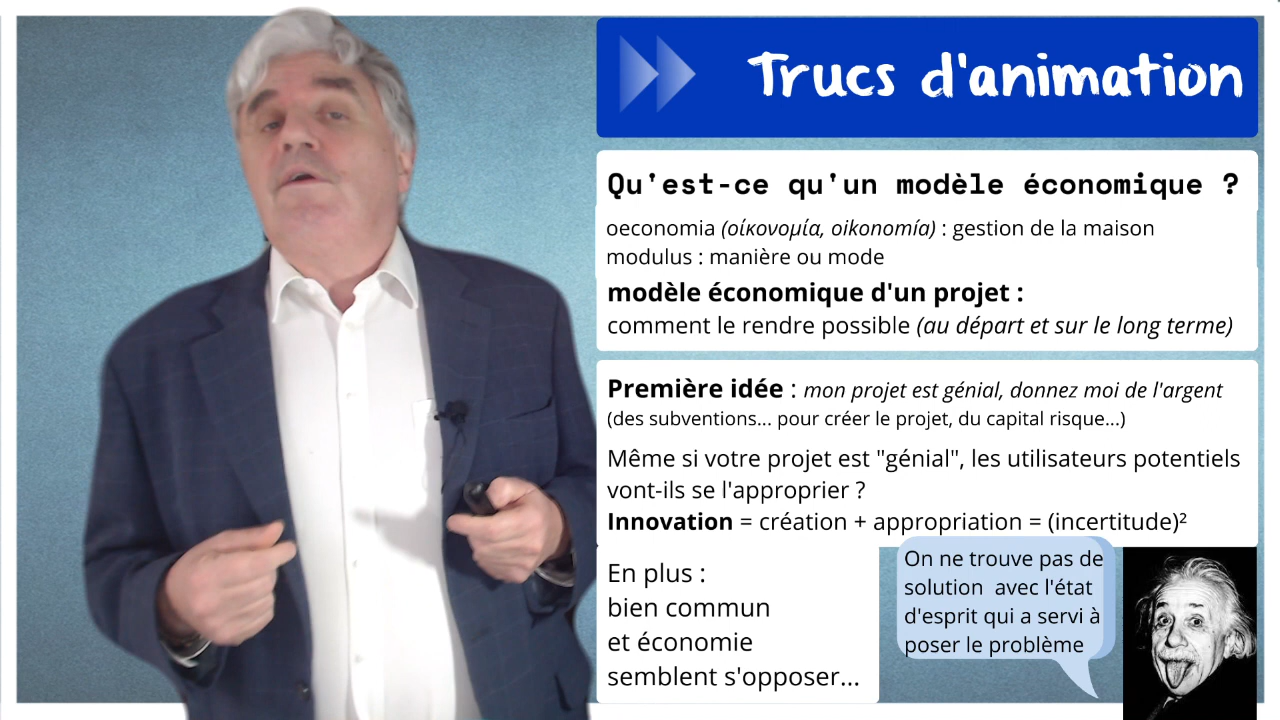 Trucs d'animation
Qu'est-ce qu'un modèle économique ?
oeconomia (οἰκονομία, oikonomía) : gestion de la maison
modulus : manière ou mode
modèle économique d'un projet :
comment le rendre possible (au départ et sur le long terme)
Première idée : mon projet est génial, donnez moi de l'argent
(des subventions... pour créer le projet, du capital risque...)
Même si votre projet est "génial", les utilisateurs potentiels
vont-ils se l'approprier ?
Innovation = création + appropriation = (incertitude)²
En plus :
bien commun
et économie
semblent s'opposer...
On ne trouve pas de
solution avec l'état
d'esprit qui a servi à
poser le problème